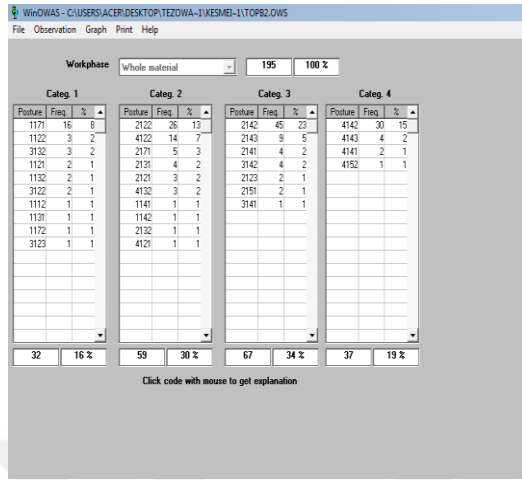 WinOWAS - C:\USERS\ACER\DESKTOP\TEZOWA~1\KESMEI~1\TOPB2.OWS
File Observation Graph Print Help
Workphase Whole material 195 100 %
Categ. 1 Categ. 2 Categ. 3 Categ. 4
Posture Freq. % Posture Freq. % Posture Freq. % Posture Freq. %
1171 16 8 2122 26 13 2142 45 23 4142 30 15
1122 3 2 4122 14 7 2143 9 5 4143 4 2
3132 3 2 2171 5 3 2141 4 2 4141 2 1
1121 2 1 2131 4 2 3142 4 2 4152 1 1
1132 2 1 2121 3 2 2123 2 1
3122 2 1 4132 3 2 2151 2 1
1112 1 1 1141 1 1 3141 1 1
1131 1 1 1142 1 1
1172 1 1 2132 1 1
3123 1 1 4121 1 1
32 16 % 59 30 % 67 34 % 37 19 %
Click code with mouse to get explanation